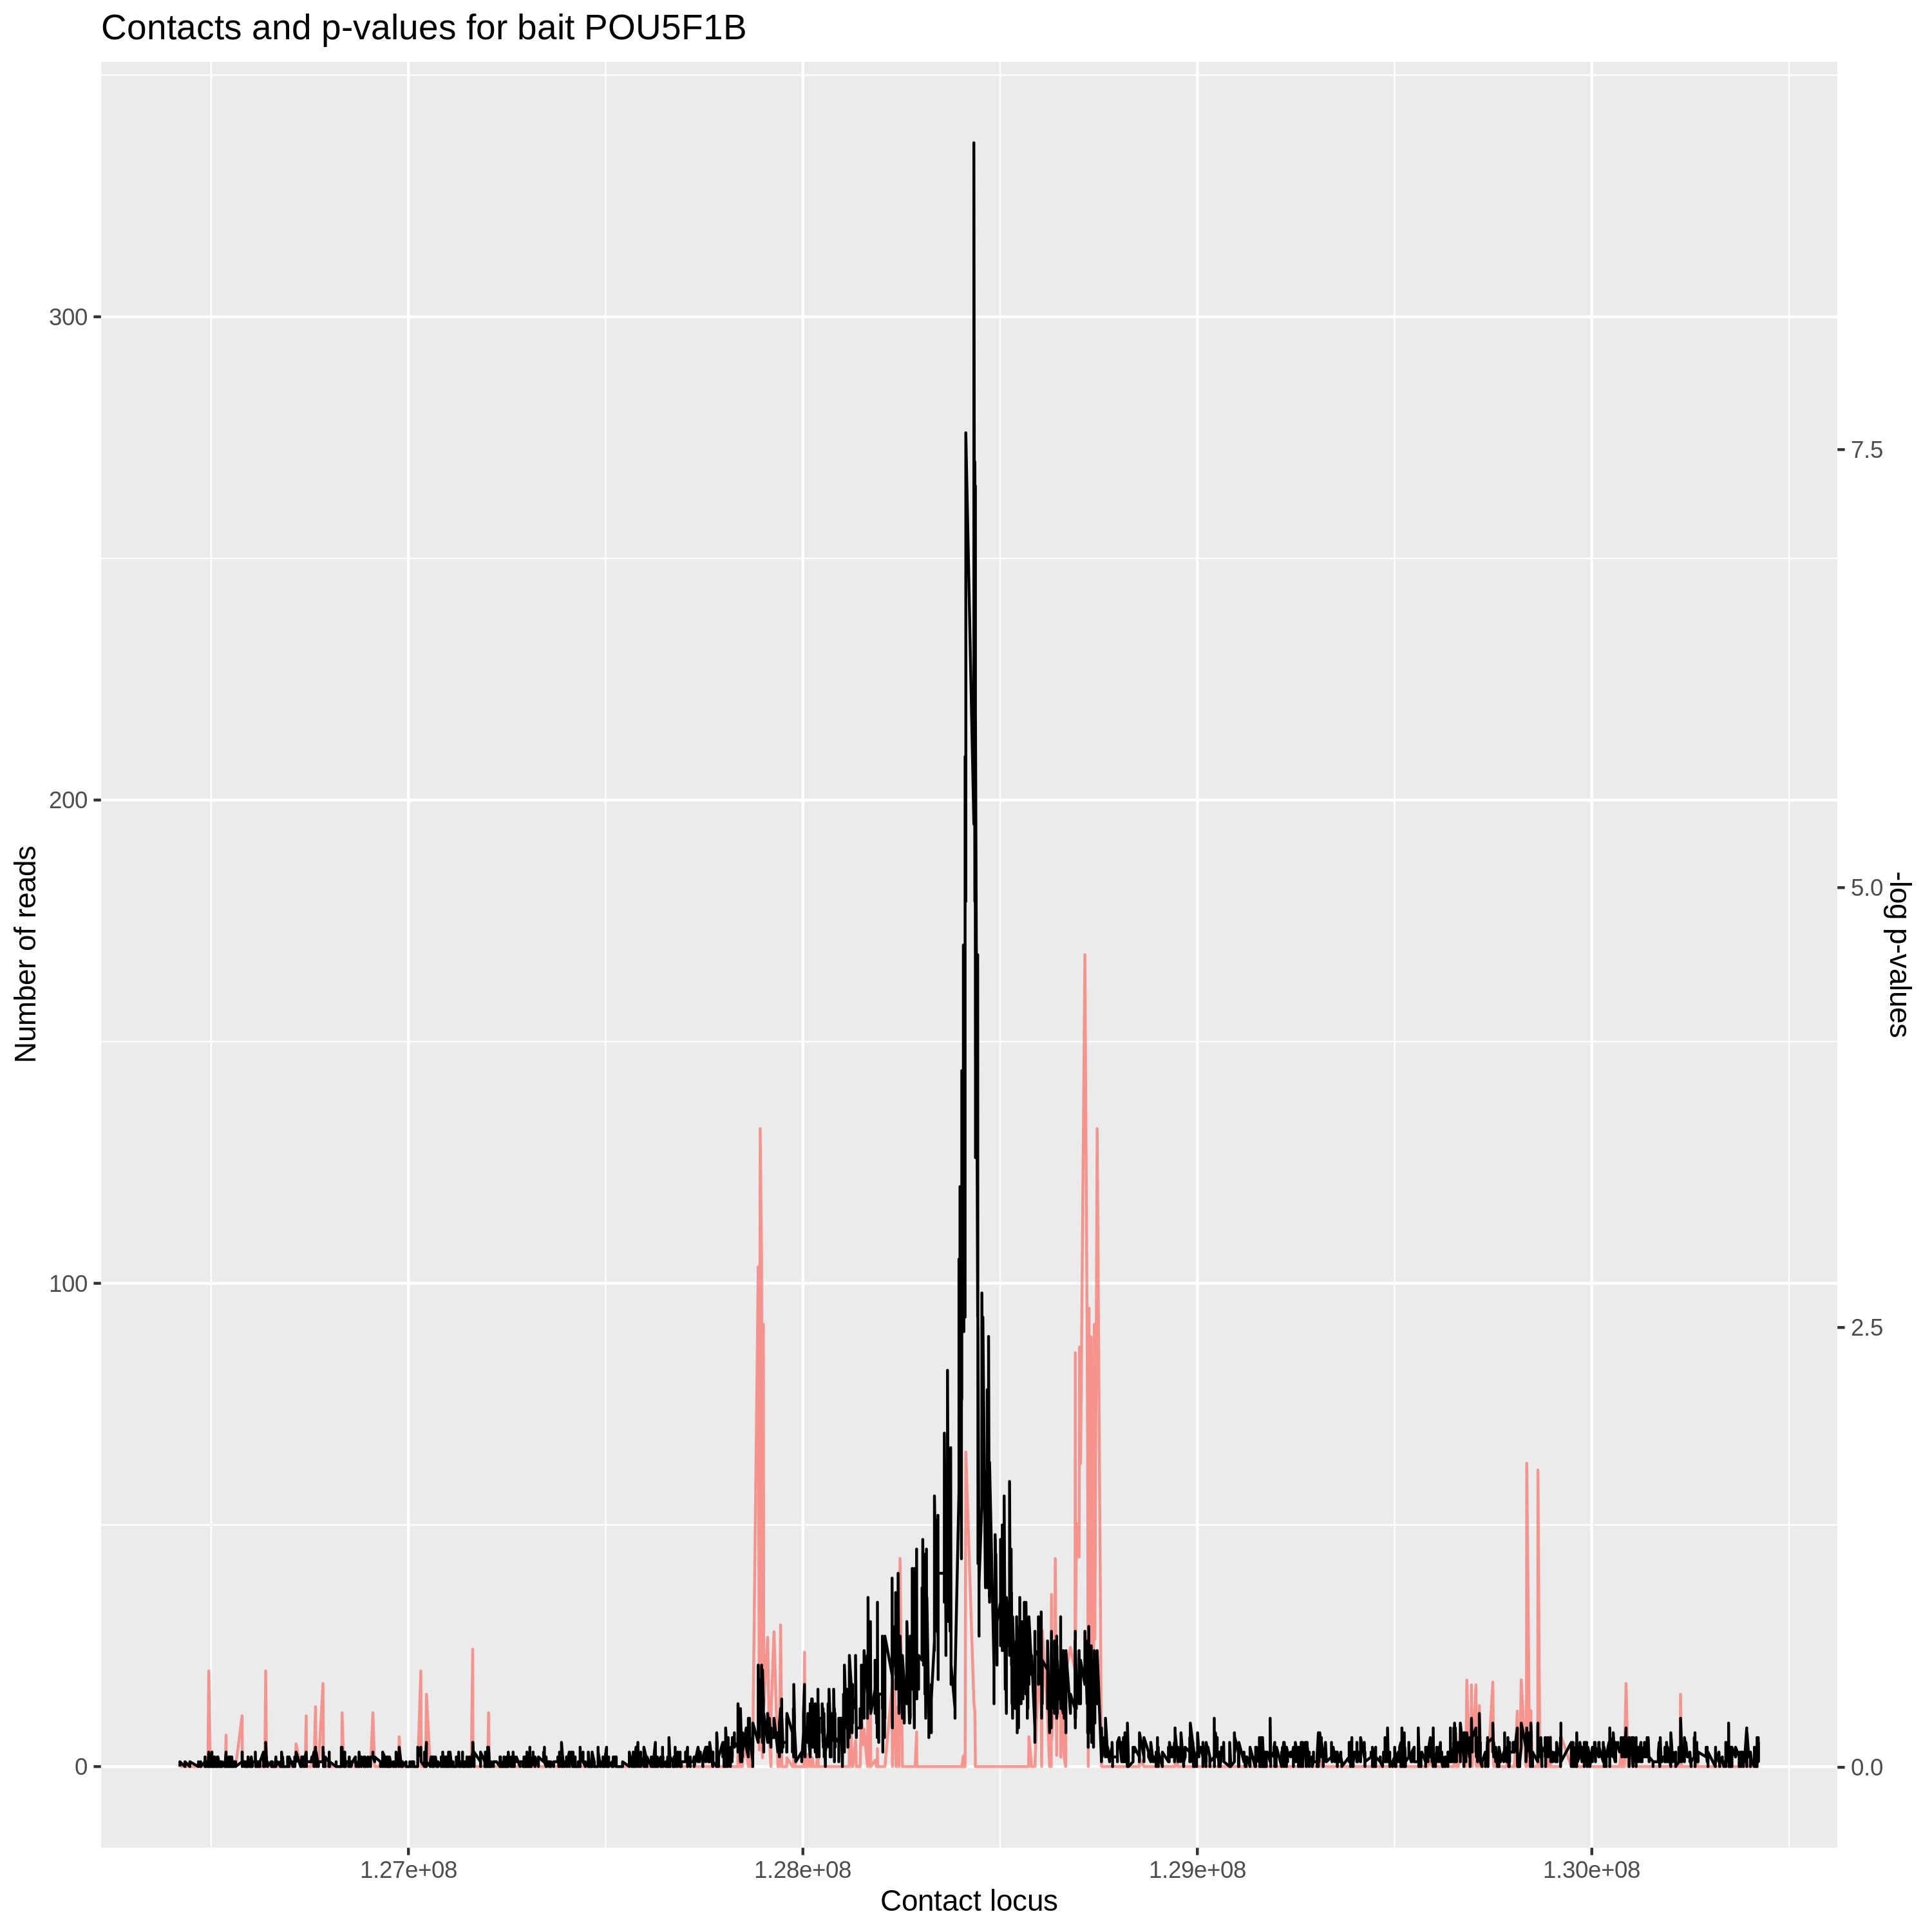 Contacts and p-values for bait POU5F1B
300
200
100
0
Number of reads
7.5
5.0
2.5
0.0
-log p-values
1.27e+08
1.28e+08
1.29e+08
1.30e+08
Contact locus